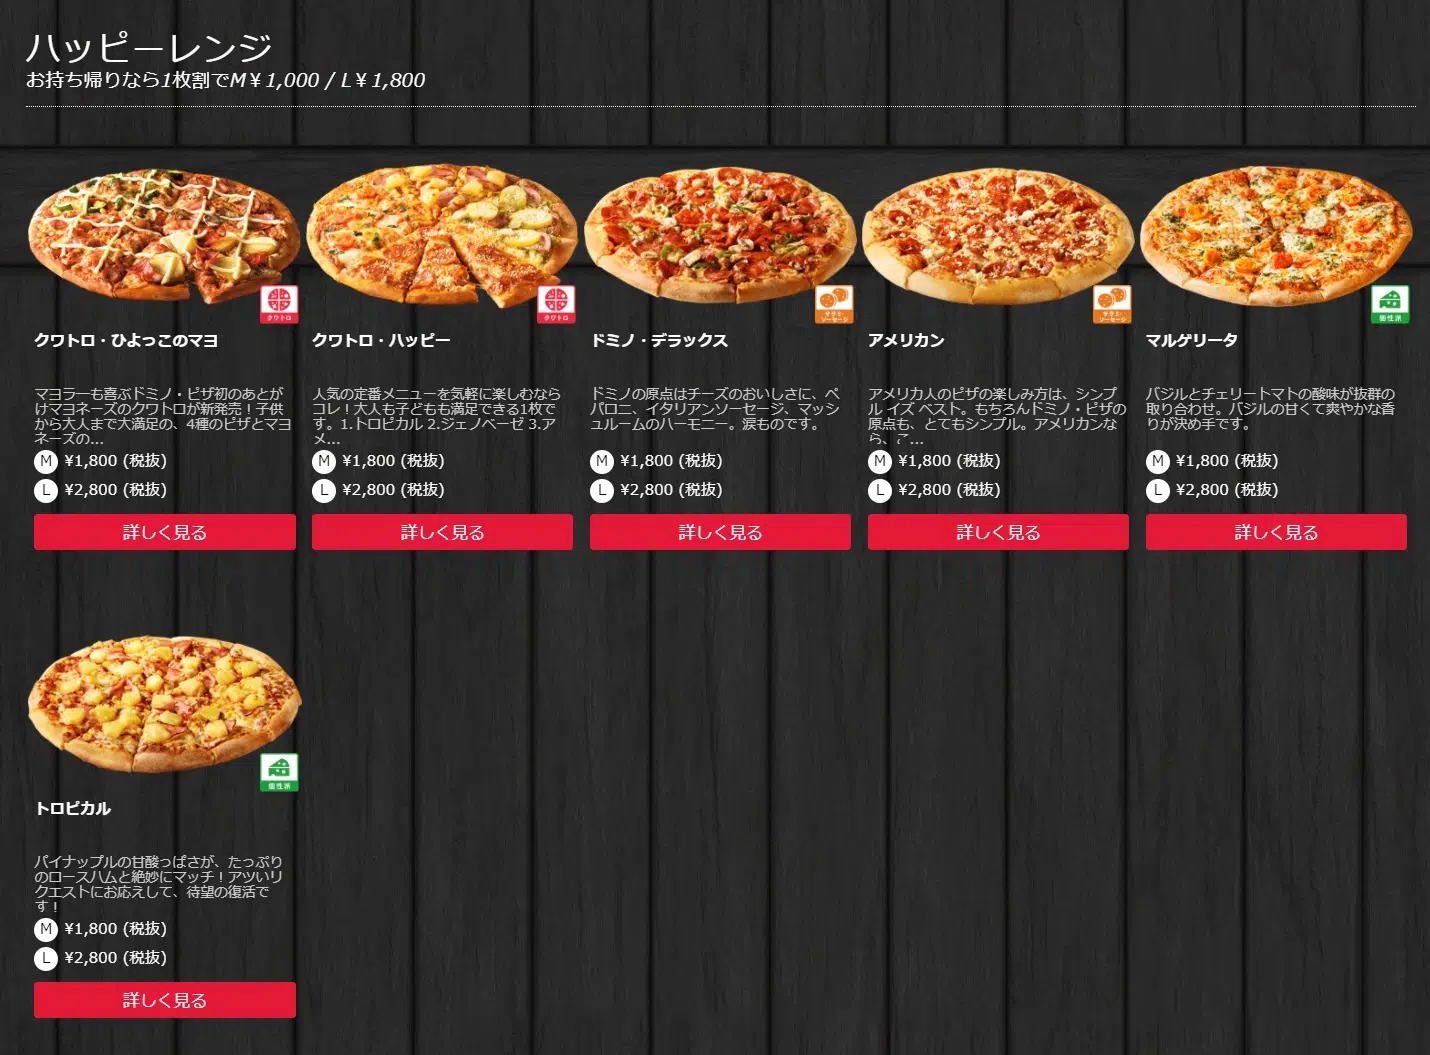 ハッピーレンジ
お持ち帰りなら1枚割でM￥1,000 / L￥1,800
クワトロ
クワトロ・ひよっこのマヨ
マヨラーも喜ぶドミノ・ピザ初のあとが
けマヨネーズのクワトロが新発売！子供
から大人まで大満足の、4種のピザとマヨ
ネーズの...
M ¥1,800 (税抜)
L ¥2,800 (税抜)
詳しく見る
クワトロ
クワトロ・ハッピー
人気の定番メニューを気軽に楽しむなら
コレ！大人も子どもも満足できる1枚で
す。1.トロピカル 2.ジェノベーゼ 3.ア
メ...
M ¥1,800 (税抜)
L ¥2,800 (税抜)
詳しく見る
サラミ・
ソーセージ
ドミノ・デラックス
ドミノの原点はチーズのおいしさに、ペ
パロニ、イタリアンソーセージ、マッシ
ュルームのハーモニー。涙ものです。
M ¥1,800 (税抜)
L ¥2,800 (税抜)
詳しく見る
サラミ・
ソーセージ
アメリカン
アメリカ人のピザの楽しみ方は、シンプ
ル イズ ベスト。もちろんドミノ・ピザの
原点も、とてもシンプル。アメリカンな
ら、こ...
M ¥1,800 (税抜)
L ¥2,800 (税抜)
詳しく見る
個性派
マルゲリータ
バジルとチェリートマトの酸味が抜群の
取り合わせ。バジルの甘くて爽やかな香
りが決め手です。
M ¥1,800 (税抜)
L ¥2,800 (税抜)
詳しく見る
個性派
トロピカル
パイナップルの甘酸っぱさが、たっぷり
のロースハムと絶妙にマッチ！アツいリ
クエストにお応えして、待望の復活で
す！
M ¥1,800 (税抜)
L ¥2,800 (税抜)
詳しく見る